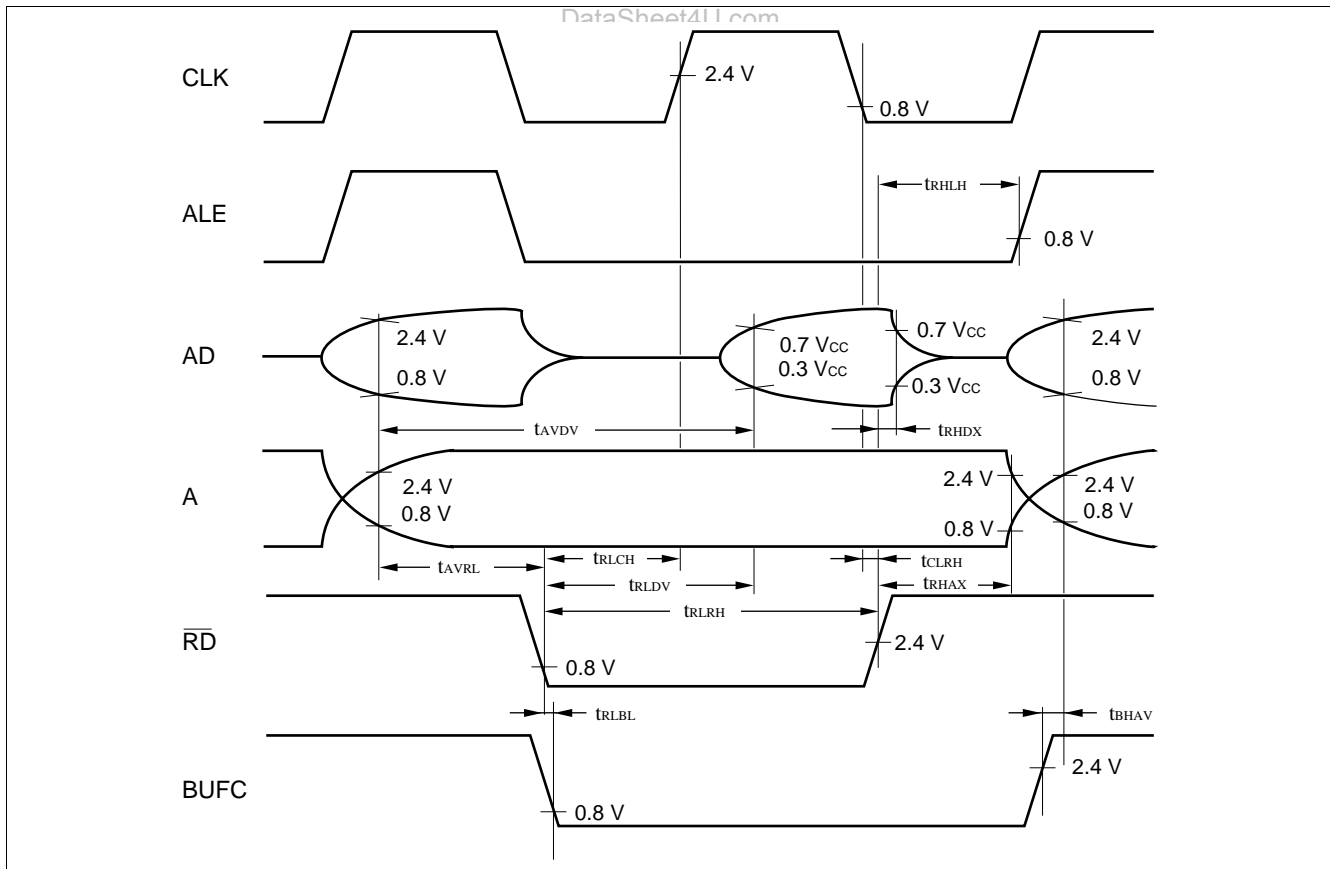 DataSheet4U.com
CLK
2.4 V
0.8 V
tRHLH
ALE
0.8 V
AD
2.4 V
0.8 V
0.7 VCC
0.3 VCC
0.7 VCC
0.3 VCC
2.4 V
0.8 V
tAVDV
tRHDX
A
2.4 V
0.8 V
2.4 V
0.8 V
2.4 V
0.8 V
tAVRL
tRLCH
tCLRH
tRLDV
tRHAX
tRLRH
RD
0.8 V
2.4 V
tRLBL
tBHAV
BUFC
0.8 V
2.4 V